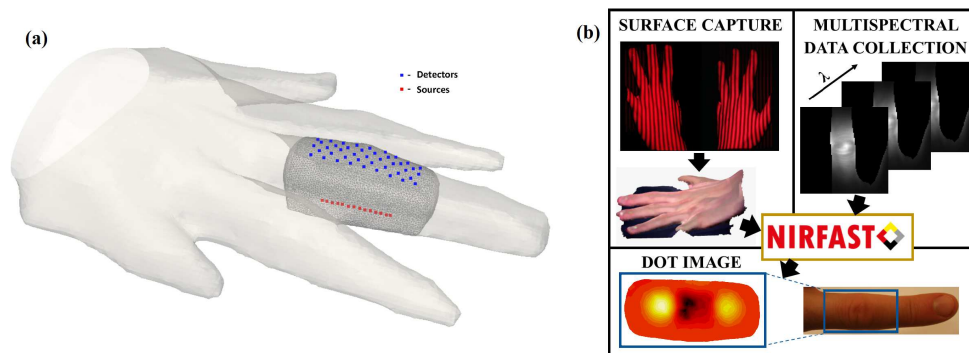 (a)
- Detectors
- Sources
(b)
SURFACE CAPTURE
MULTISPECTRAL
DATA COLLECTION
λ
NIRFAST
DOT IMAGE